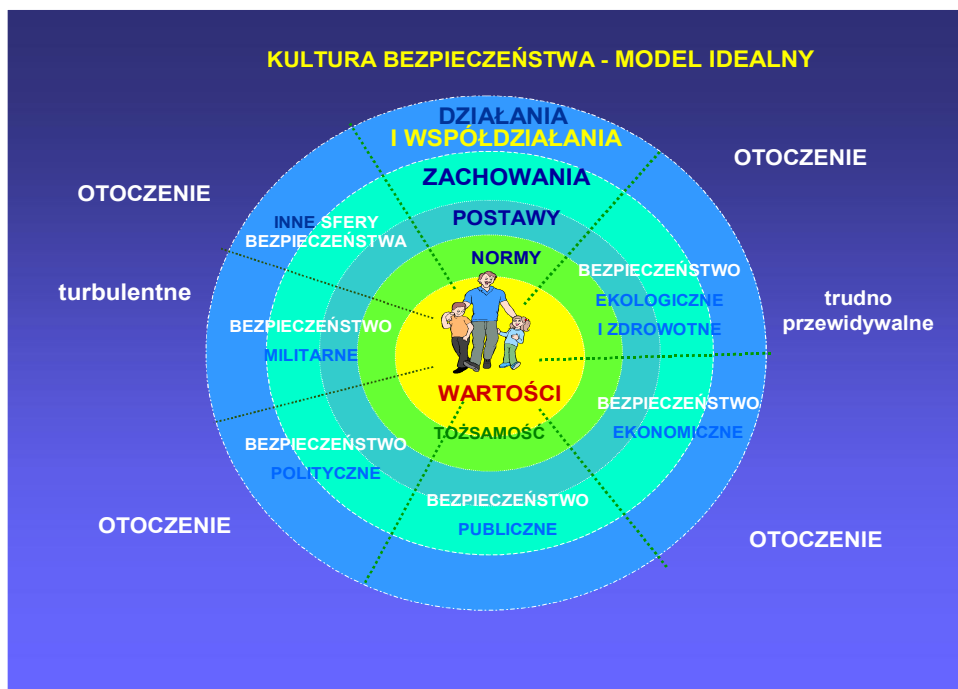 KULTURA BEZPIECZEŃSTWA - MODEL IDEALNY
DZIAŁANIA
I WSPÓŁDZIAŁANIA
OTOCZENIE
ZACHOWANIA
OTOCZENIE
POSTAWY
INNE SFERY
BEZPIECZEŃSTWA
NORMY
BEZPIECZEŃSTWO
EKOLOGICZNE
I ZDROWOTNE
turbulentne
trudno
przewidywalne
BEZPIECZEŃSTWO
MILITARNE
WARTOŚCI
BEZPIECZEŃSTWO
EKONOMICZNE
TOŻSAMOŚĆ
BEZPIECZEŃSTWO
POLITYCZNE
BEZPIECZEŃSTWO
PUBLICZNE
OTOCZENIE
OTOCZENIE